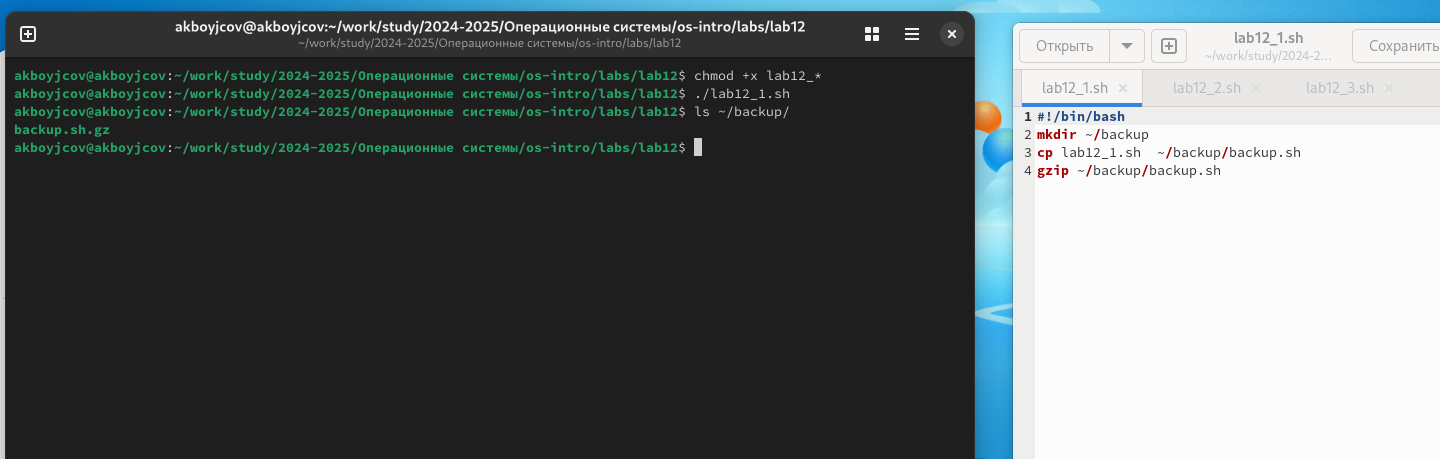 akboyjcov@akboyjcov:~/work/study/2024-2025/Операционные системы/os-intro/labs/lab12
~/work/study/2024-2025/Операционные системы/os-intro/labs/lab12
akboyjcov@akboyjcov:~/work/study/2024-2025/Операционные системы/os-intro/labs/lab12$ chmod +x lab12_*
akboyjcov@akboyjcov:~/work/study/2024-2025/Операционные системы/os-intro/labs/lab12$ ./lab12_1.sh
akboyjcov@akboyjcov:~/work/study/2024-2025/Операционные системы/os-intro/labs/lab12$ ls ~/backup/
backup.sh.gz
akboyjcov@akboyjcov:~/work/study/2024-2025/Операционные системы/os-intro/labs/lab12$
Открыть
lab12_1.sh
~/work/study/2024-2...
Сохранить
lab12_1.sh lab12_2.sh lab12_3.sh
1 #!/bin/bash
2 mkdir ~/backup
3 cp lab12_1.sh  ~/backup/backup.sh
4 gzip ~/backup/backup.sh